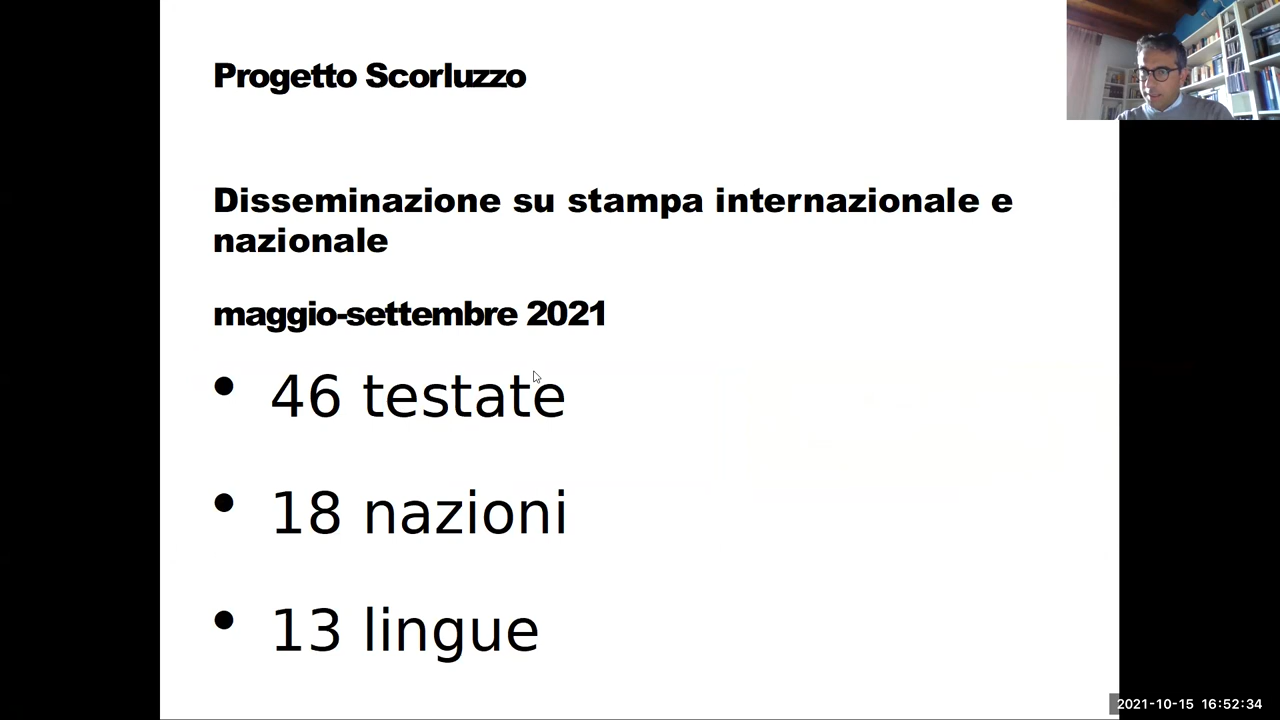 Progetto Scorluzzo
Disseminazione su stampa internazionale e
nazionale
maggio-settembre 2021
• 46 testate
• 18 nazioni
• 13 lingue
2021-10-15 16:52:34